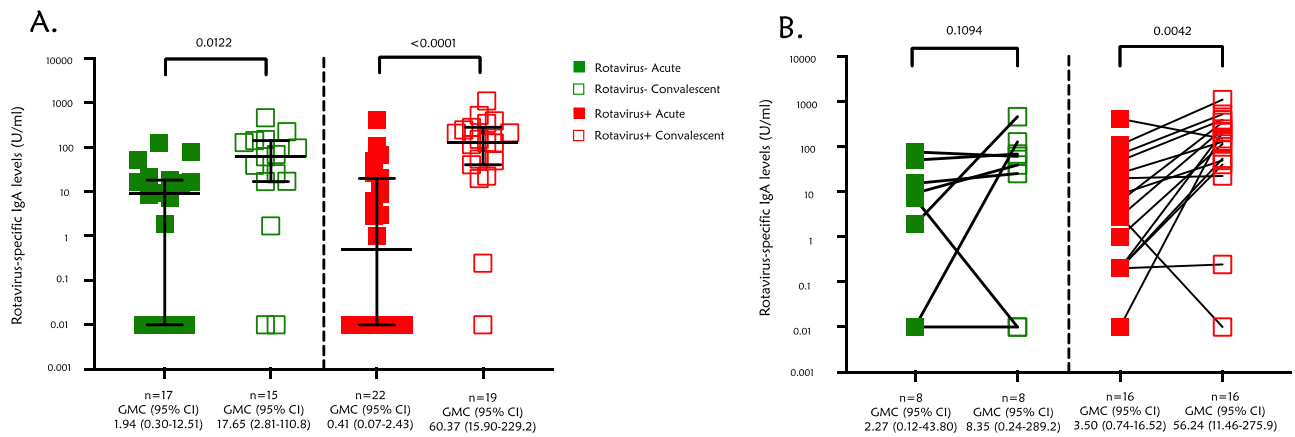 A.
B.
0.0122
<0.0001
0.1094
0.0042
Rotavirus-specific IgA levels (U/ml)
10000
1000
100
10
1
0.1
0.01
0.001
Rotavirus- Acute
Rotavirus- Convalescent
Rotavirus+ Acute
Rotavirus+ Convalescent
n=17
GMC (95% CI)
1.94 (0.30-12.51)
n=15
GMC (95% CI)
17.65 (2.81-110.8)
n=22
GMC (95% CI)
0.41 (0.07-2.43)
n=19
GMC (95% CI)
60.37 (15.90-229.2)
Rotavirus-specific IgA levels (U/ml)
10000
1000
100
10
1
0.1
0.01
0.001
n=8
GMC (95% CI)
2.27 (0.12-43.80)
n=8
GMC (95% CI)
8.35 (0.24-289.2)
n=16
GMC (95% CI)
3.50 (0.74-16.52)
n=16
GMC (95% CI)
56.24 (11.46-275.9)